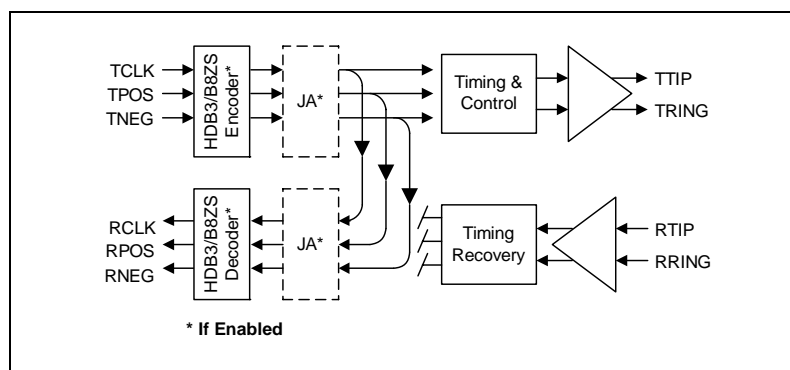 TCLK
TPOS
TNEG
HDB3/B8ZS
Encoder*
JA*
Timing &
Control
TTIP
TRING
RCLK
RPOS
RNEG
HDB3/B8ZS
Decoder*
JA*
Timing
Recovery
RTIP
RRING
* If Enabled